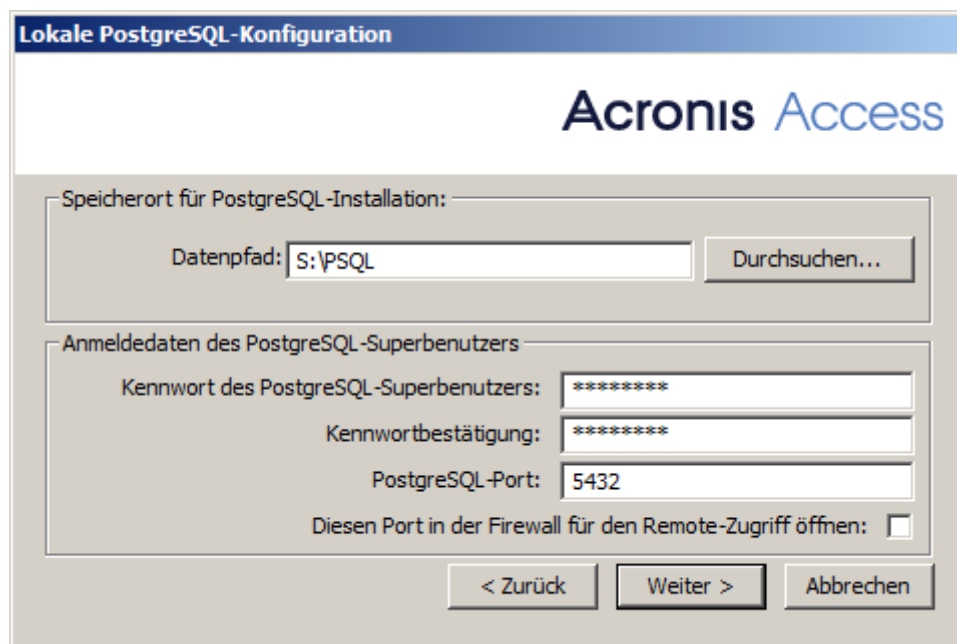 Lokale PostgreSQL-Konfiguration
Acronis Access
Speicherort für PostgreSQL-Installation:
Datenpfad: S:\PSQL Durchsuchen...
Anmeldedaten des PostgreSQL-Superbenutzers
Kennwort des PostgreSQL-Superbenutzers: ********
Kennwortbestätigung: ********
PostgreSQL-Port: 5432
Diesen Port in der Firewall für den Remote-Zugriff öffnen:
< Zurück Weiter > Abbrechen